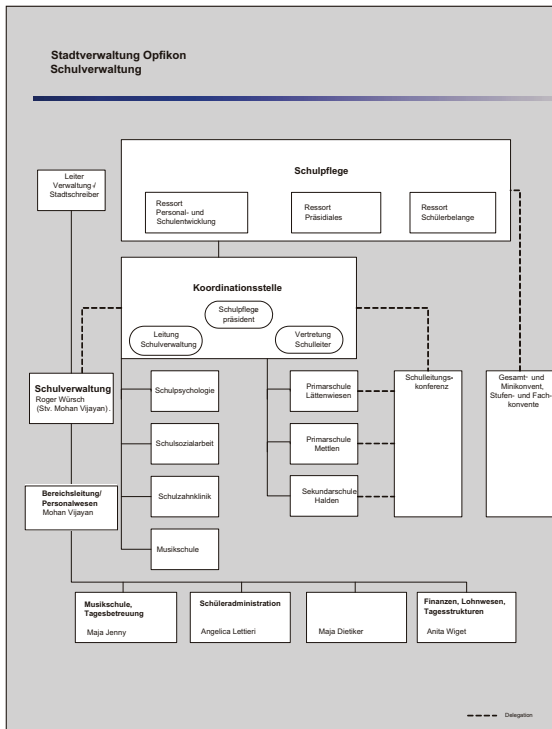 Stadtverwaltung Opfikon
Schulverwaltung
Leiter
Verwaltung-/
Stadtschreiber
Schulpflege
Ressort
Personal- und
Schulentwicklung
Ressort
Präsidiales
Ressort
Schülerbelange
Koordinationsstelle
Schulpflege
präsident
Leitung
Schulverwaltung
Vertretung
Schulleiter
Schulverwaltung
Roger Würsch
(Stv. Mohan Vijayan).
Schulpsychologie
Primarschule
Lättenwiesen
Schulleitungs-
konferenz
Gesamt- und
Minikonvent,
Stufen- und Fach-
konvente
Schulsozialarbeit
Primarschule
Mettlen
Bereichsleitung/
Personalwesen
Mohan Vijayan
Schulzahnklinik
Sekundarschule
Halden
Musikschule
Musikschule,
Tagesbetreuung
Maja Jenny
Schüleradministration
Angelica Lettieri
Maja Dietiker
Finanzen, Lohnwesen,
Tagesstrukturen
Anita Wiget
Delegation